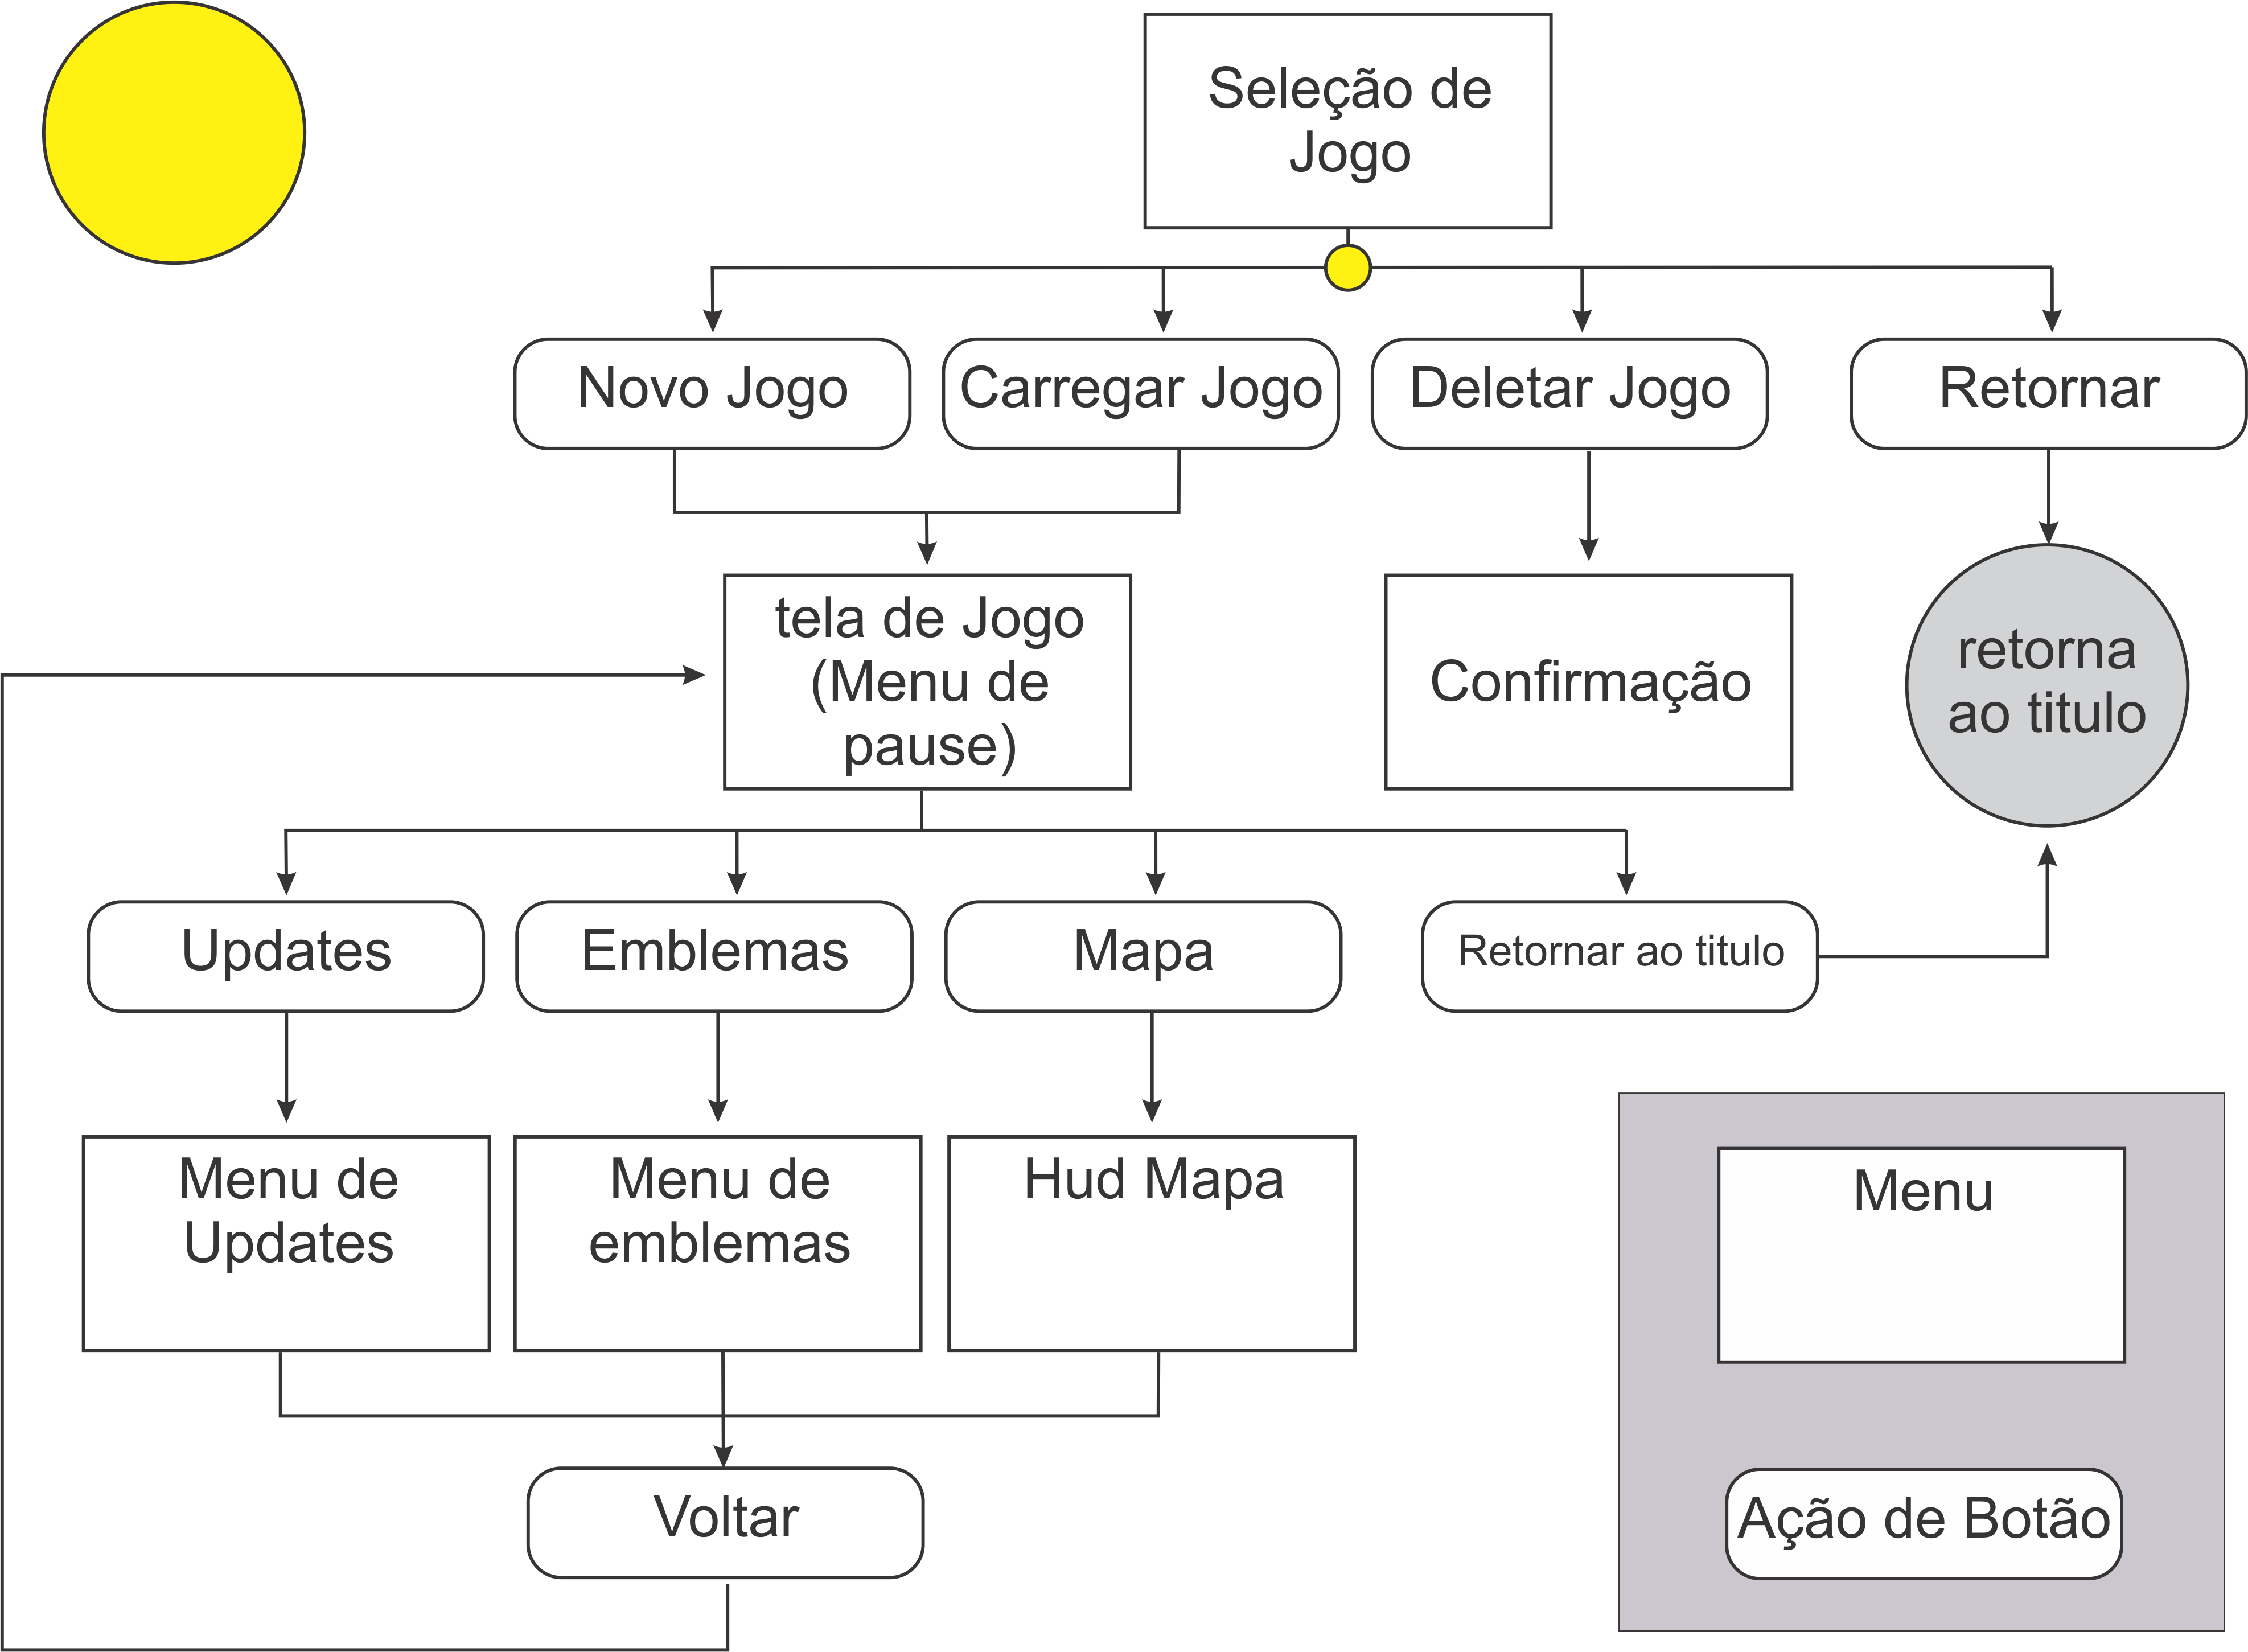 Seleção de
Jogo
Novo Jogo
Carregar Jogo
Deletar Jogo
Retornar
tela de Jogo
(Menu de
pause)
Confirmação
retorna
ao titulo
Updates
Emblemas
Mapa
Retornar ao titulo
Menu de
Updates
Menu de
emblemas
Hud Mapa
Menu
Voltar
Ação de Botão